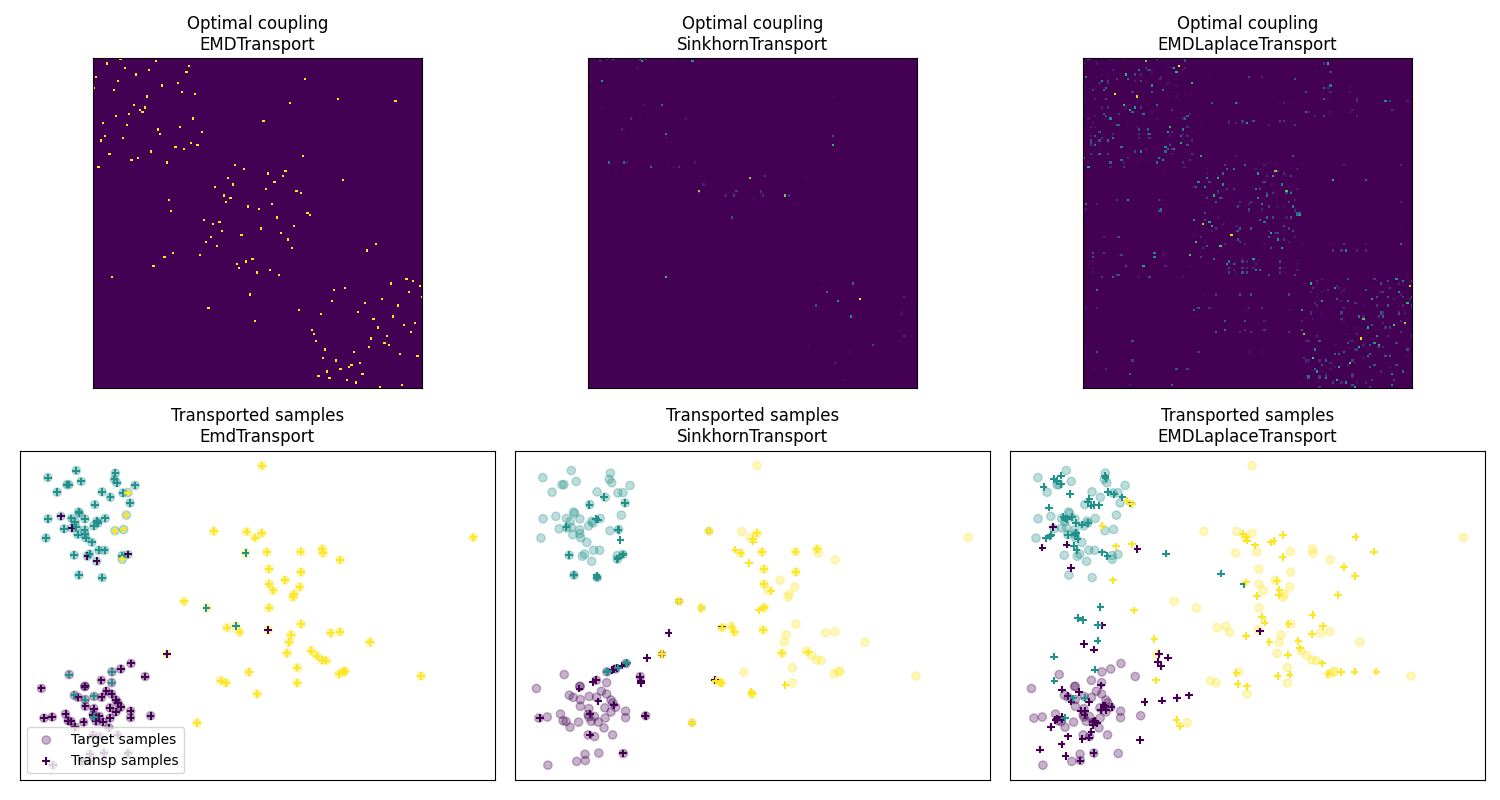 Optimal coupling
EMDTransport
Optimal coupling
SinkhornTransport
Optimal coupling
EMDLaplaceTransport
Transported samples
EmdTransport
Transported samples
SinkhornTransport
Transported samples
EMDLaplaceTransport
Target samples
Transp samples